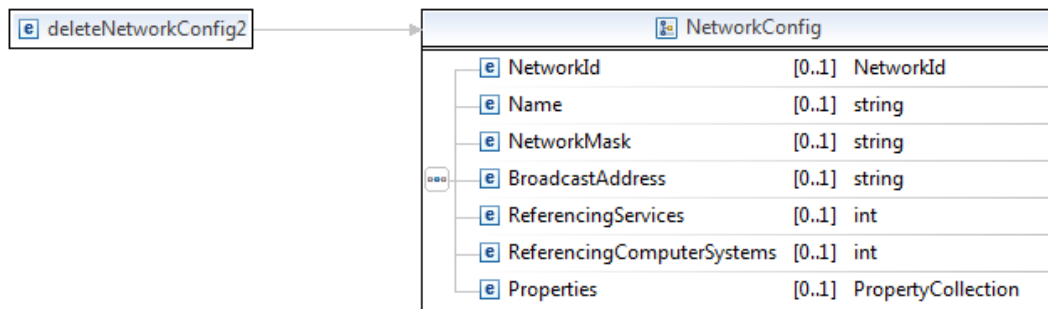 e deleteNetworkConfig2
NetworkConfig
e NetworkId [0..1] NetworkId
e Name [0..1] string
e NetworkMask [0..1] string
e BroadcastAddress [0..1] string
e ReferencingServices [0..1] int
e ReferencingComputerSystems [0..1] int
e Properties [0..1] PropertyCollection